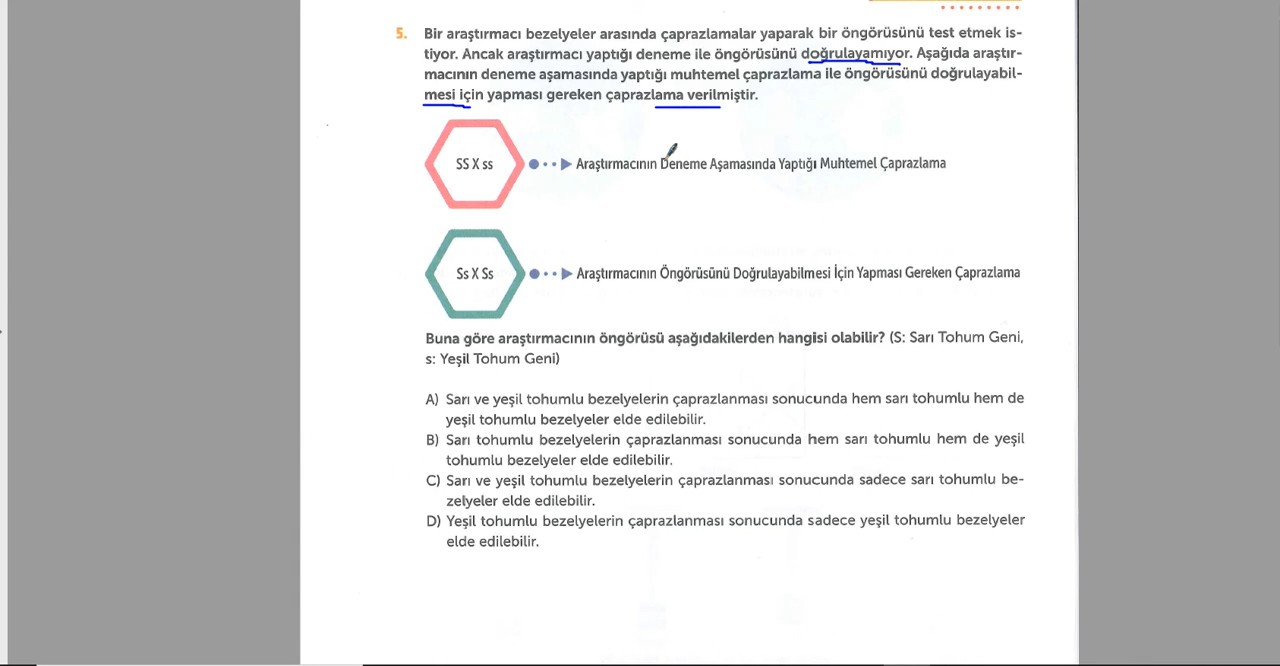 5. Bir araştırmacı bezelyeler arasında çaprazlamalar yaparak bir öngörüsünü test etmek is-
tiyor. Ancak araştırmacı yaptığı deneme ile öngörüsünü doğrulayamıyor. Aşağıda araştır-
macının deneme aşamasında yaptığı muhtemel çaprazlama ile öngörüsünü doğrulayabil-
mesi için yapması gereken çaprazlama verilmiştir.
SS X ss
Araştırmacının Deneme Aşamasında Yaptığı Muhtemel Çaprazlama
Ss X Ss
Araştırmacının Öngörüsünü Doğrulayabilmesi İçin Yapması Gereken Çaprazlama
Buna göre araştırmacının öngörüsü aşağıdakilerden hangisi olabilir? (S: Sarı Tohum Geni,
s: Yeşil Tohum Geni)
A) Sarı ve yeşil tohumlu bezelyelerin çaprazlanması sonucunda hem sarı tohumlu hem de
yeşil tohumlu bezelyeler elde edilebilir.
B) Sarı tohumlu bezelyelerin çaprazlanması sonucunda hem sarı tohumlu hem de yeşil
tohumlu bezelyeler elde edilebilir.
C) Sarı ve yeşil tohumlu bezelyelerin çaprazlanması sonucunda sadece sarı tohumlu be-
zelyeler elde edilebilir.
D) Yeşil tohumlu bezelyelerin çaprazlanması sonucunda sadece yeşil tohumlu bezelyeler
elde edilebilir.